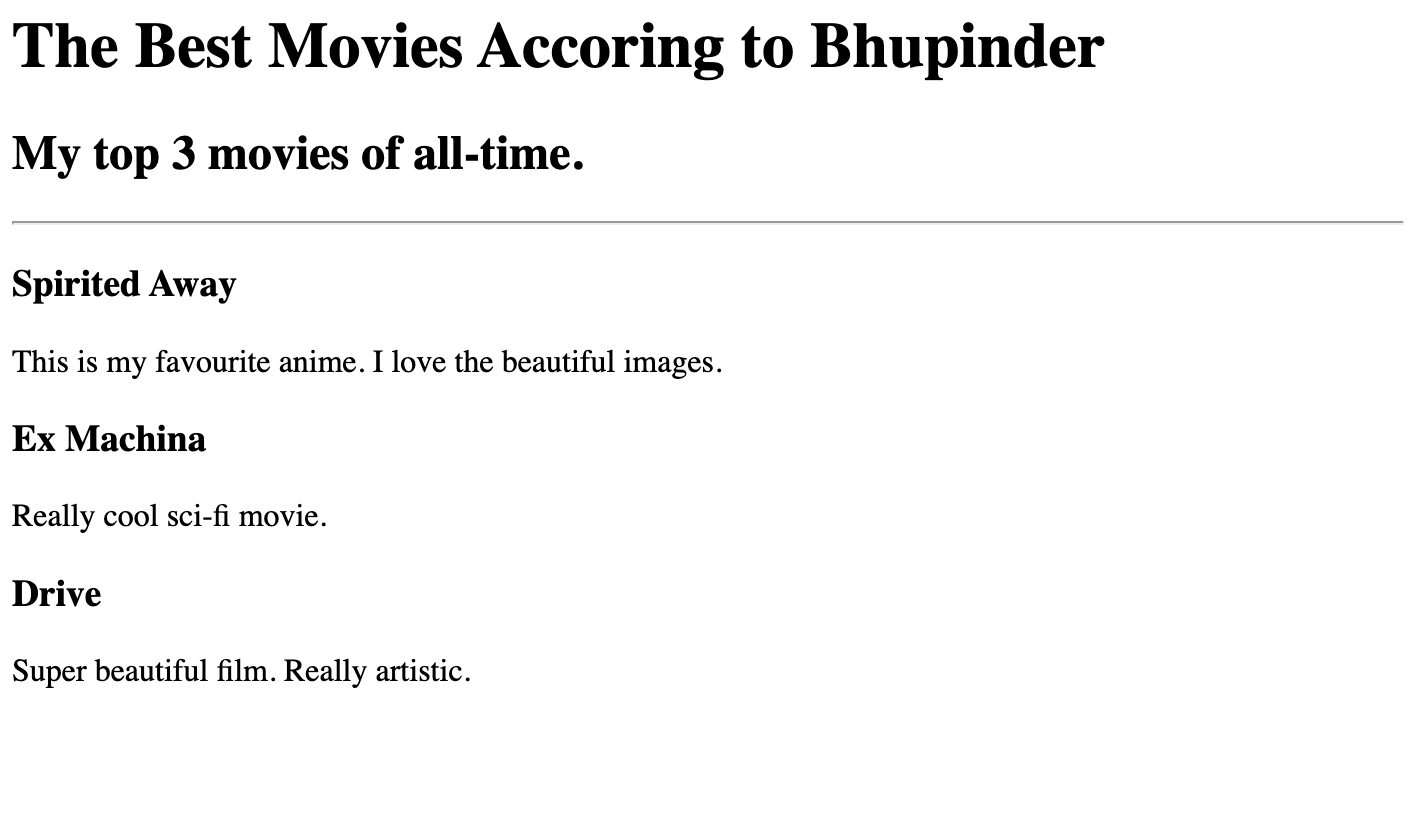 The Best Movies Accoring to Bhupinder
My top 3 movies of all-time.
Spirited Away
This is my favourite anime. I love the beautiful images.
Ex Machina
Really cool sci-fi movie.
Drive
Super beautiful film. Really artistic.